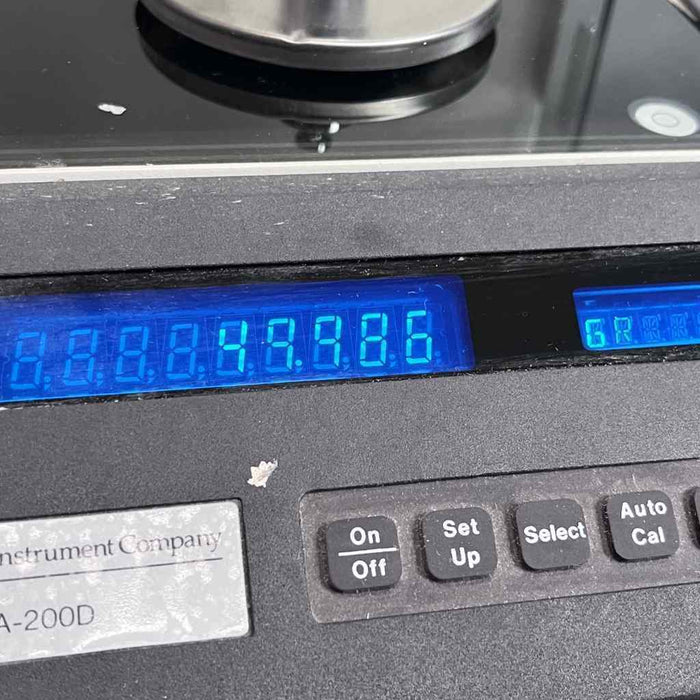 49.986
GR
nstrument Company
A-200D
On
Off
Set
Up
Select
Auto
Cal